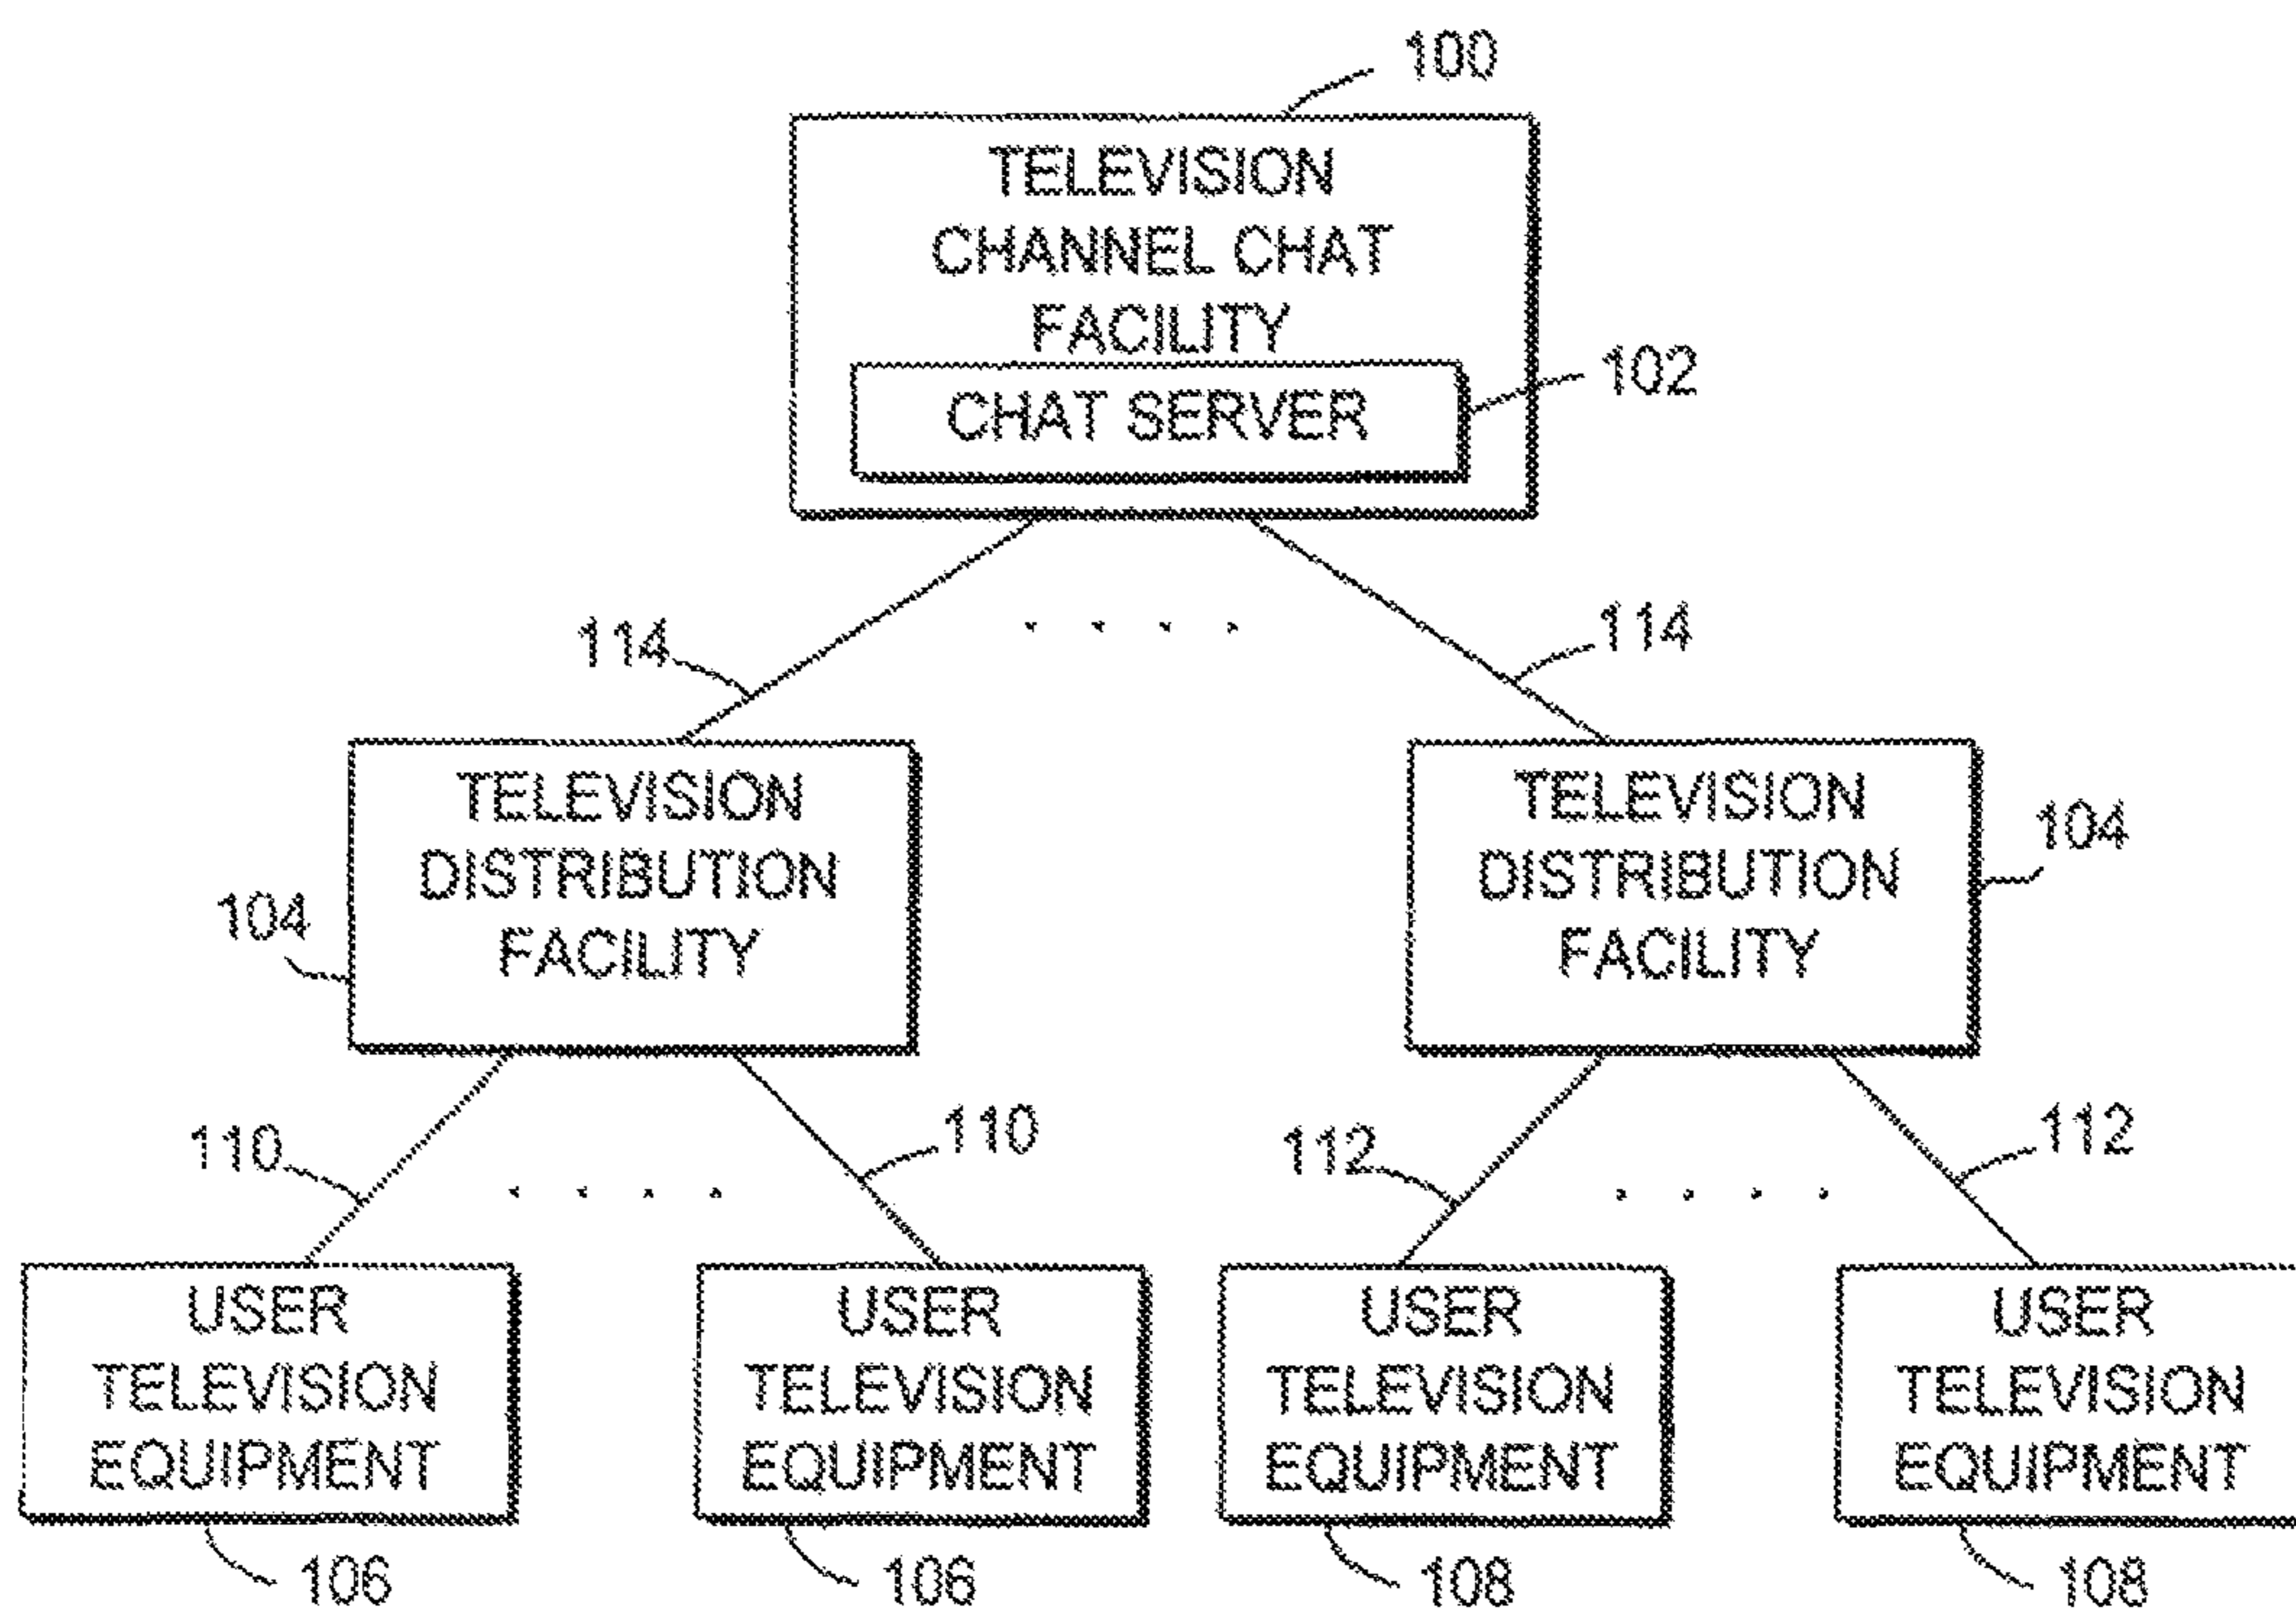 100
TELEVISION
CHANNEL CHAT
FACILITY
CHAT SERVER
102
114
114
TELEVISION
DISTRIBUTION
FACILITY
104
TELEVISION
DISTRIBUTION
FACILITY
104
110
110
112
112
USER
TELEVISION
EQUIPMENT
106
USER
TELEVISION
EQUIPMENT
106
USER
TELEVISION
EQUIPMENT
108
USER
TELEVISION
EQUIPMENT
108